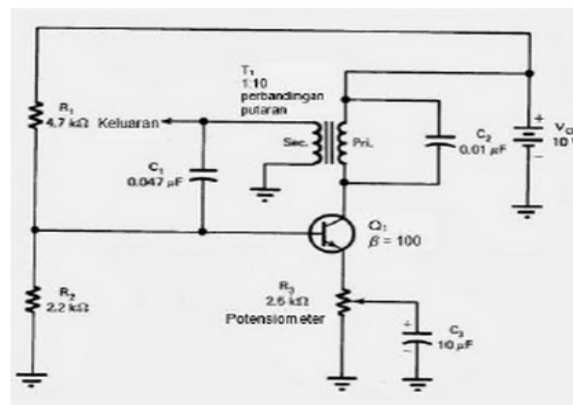 T₁
1:10
perbandingan
putaran
R₁
4.7 kΩ
Keluaran
Sec.
Pri.
C₂
0.01 µF
+
10
−
C₁
0.047 µF
Q₁
β = 100
R₂
2.2 kΩ
R₃
2.5 kΩ
Potensiometer
+
−
C₃
10 µF